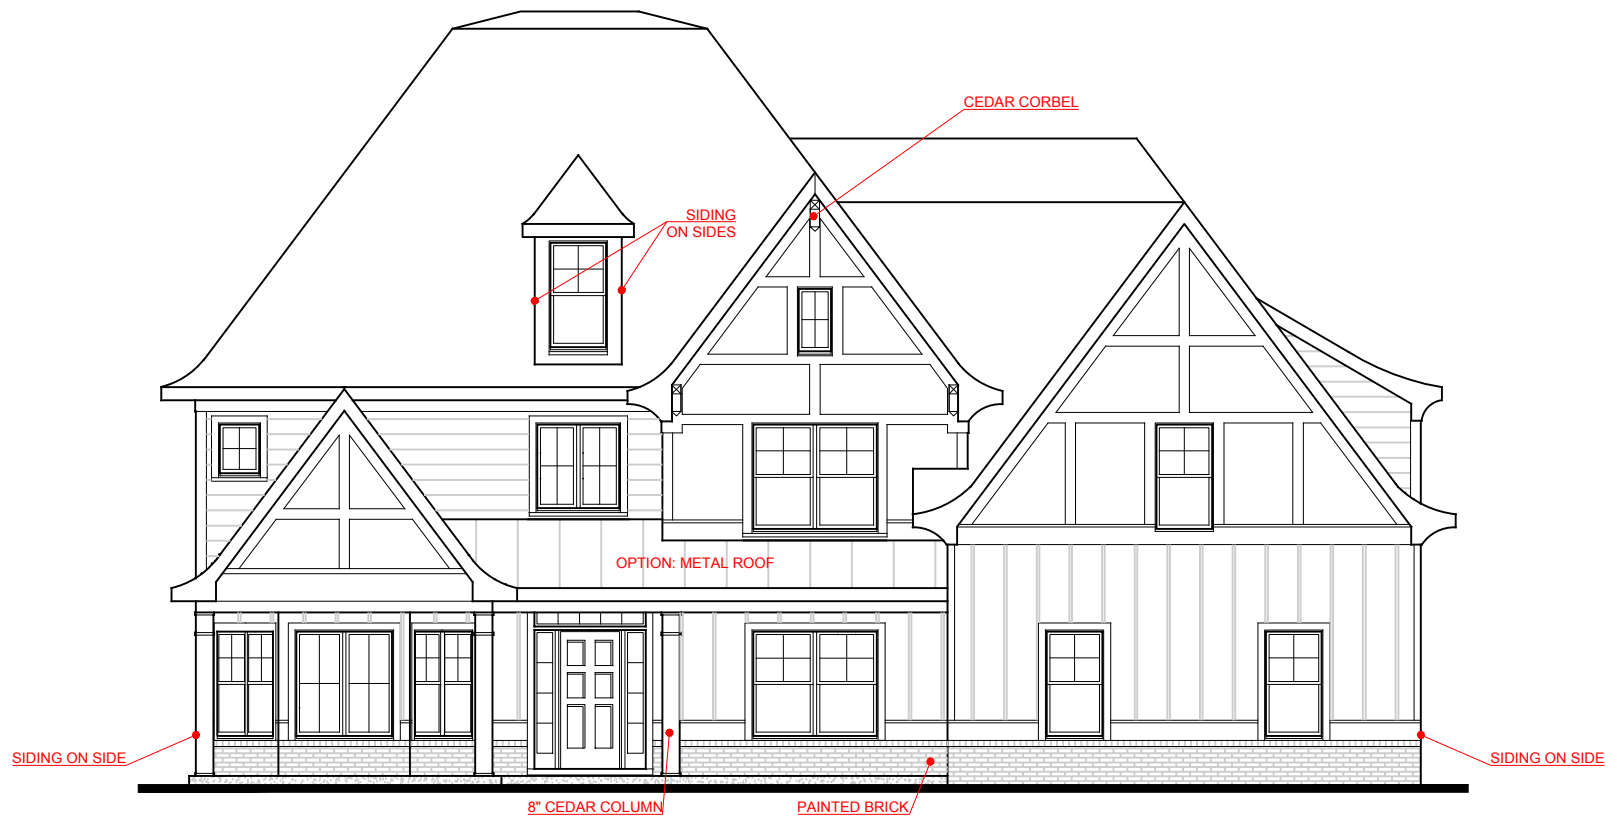 CEDAR CORBEL
SIDING
ON SIDES
OPTION: METAL ROOF
SIDING ON SIDE
SIDING ON SIDE
8" CEDAR COLUMN
PAINTED BRICK